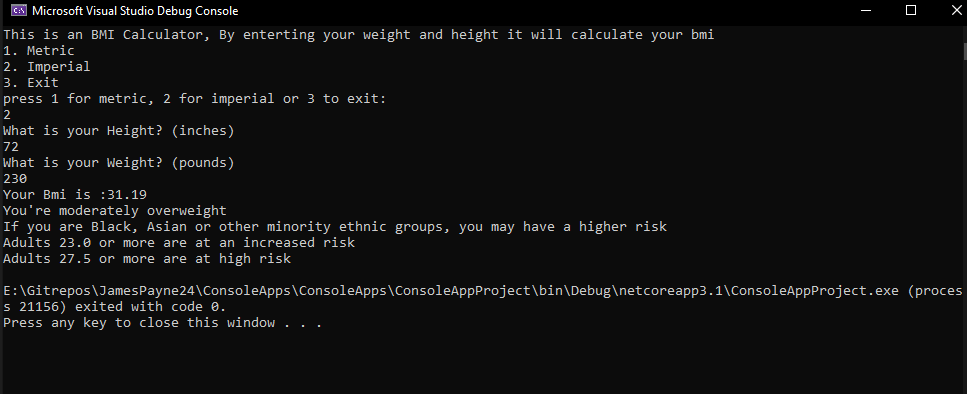 Microsoft Visual Studio Debug Console
This is an BMI Calculator, By enterting your weight and height it will calculate your bmi
1. Metric
2. Imperial
3. Exit
press 1 for metric, 2 for imperial or 3 to exit:
2
What is your Height? (inches)
72
What is your Weight? (pounds)
230
Your Bmi is :31.19
You're moderately overweight
If you are Black, Asian or other minority ethnic groups, you may have a higher risk
Adults 23.0 or more are at an increased risk
Adults 27.5 or more are at high risk
E:\Gitrepos\JamesPayne24\ConsoleApps\ConsoleApps\ConsoleAppProject\bin\Debug\netcoreapp3.1\ConsoleAppProject.exe (proces
s 21156) exited with code 0.
Press any key to close this window . . .